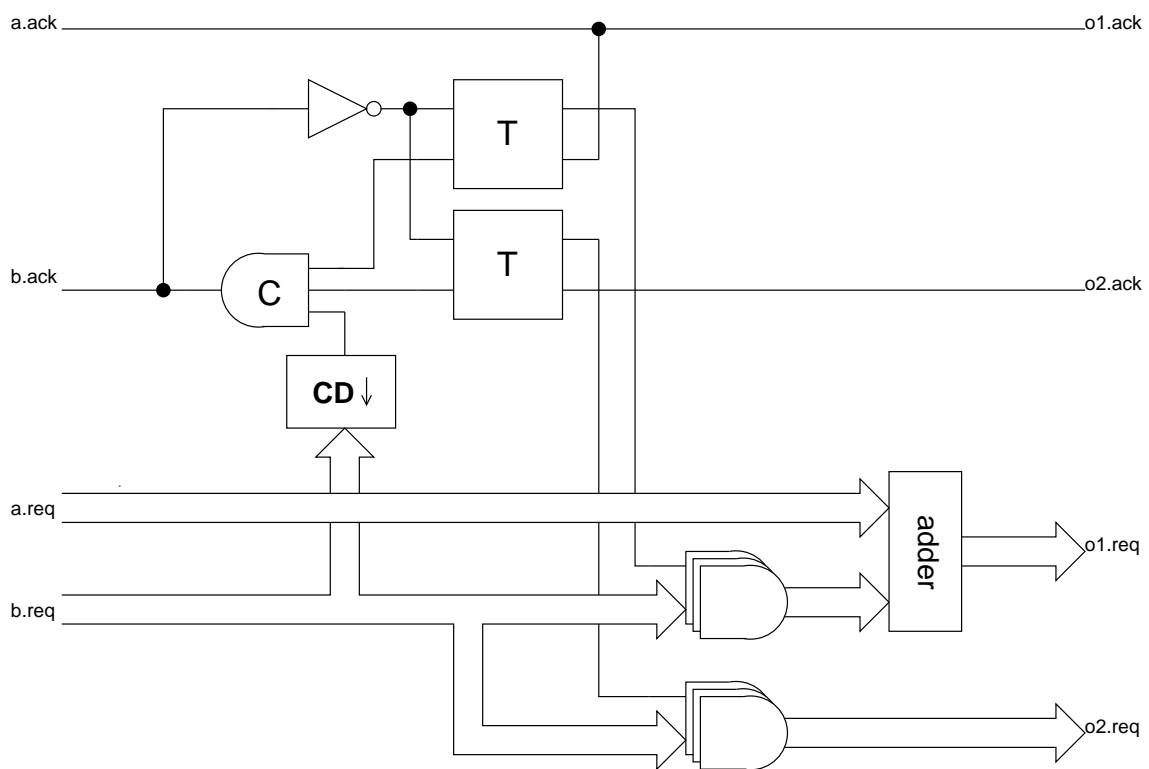 a.ack
o1.ack
T
T
b.ack
C
o2.ack
CD↓
a.req
adder
o1.req
b.req
o2.req